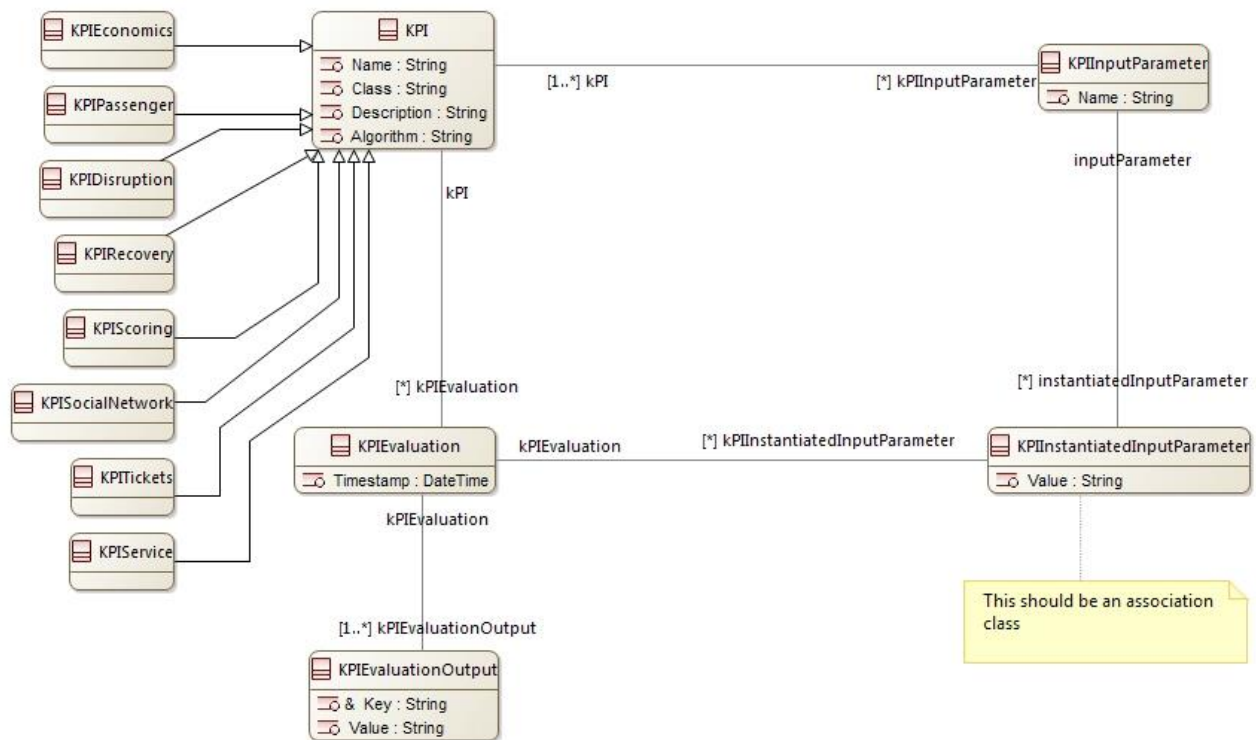 KPIEconomics
KPI
Name : String
Class : String
Description : String
Algorithm : String
[1..*] kPI
[*] kPIInputParameter
KPIInputParameter
Name : String
KPIPassenger
KPIDisruption
inputParameter
kPI
KPIRecovery
KPIScoring
KPISocialNetwork
[*] kPIEvaluation
[*] instantiatedInputParameter
KPIEvaluation
Timestamp : DateTime
kPIEvaluation
[*] kPIInstantiatedInputParameter
KPIInstantiatedInputParameter
Value : String
KPITickets
kPIEvaluation
KPIService
This should be an association
class
[1..*] kPIEvaluationOutput
KPIEvaluationOutput
& Key : String
Value : String